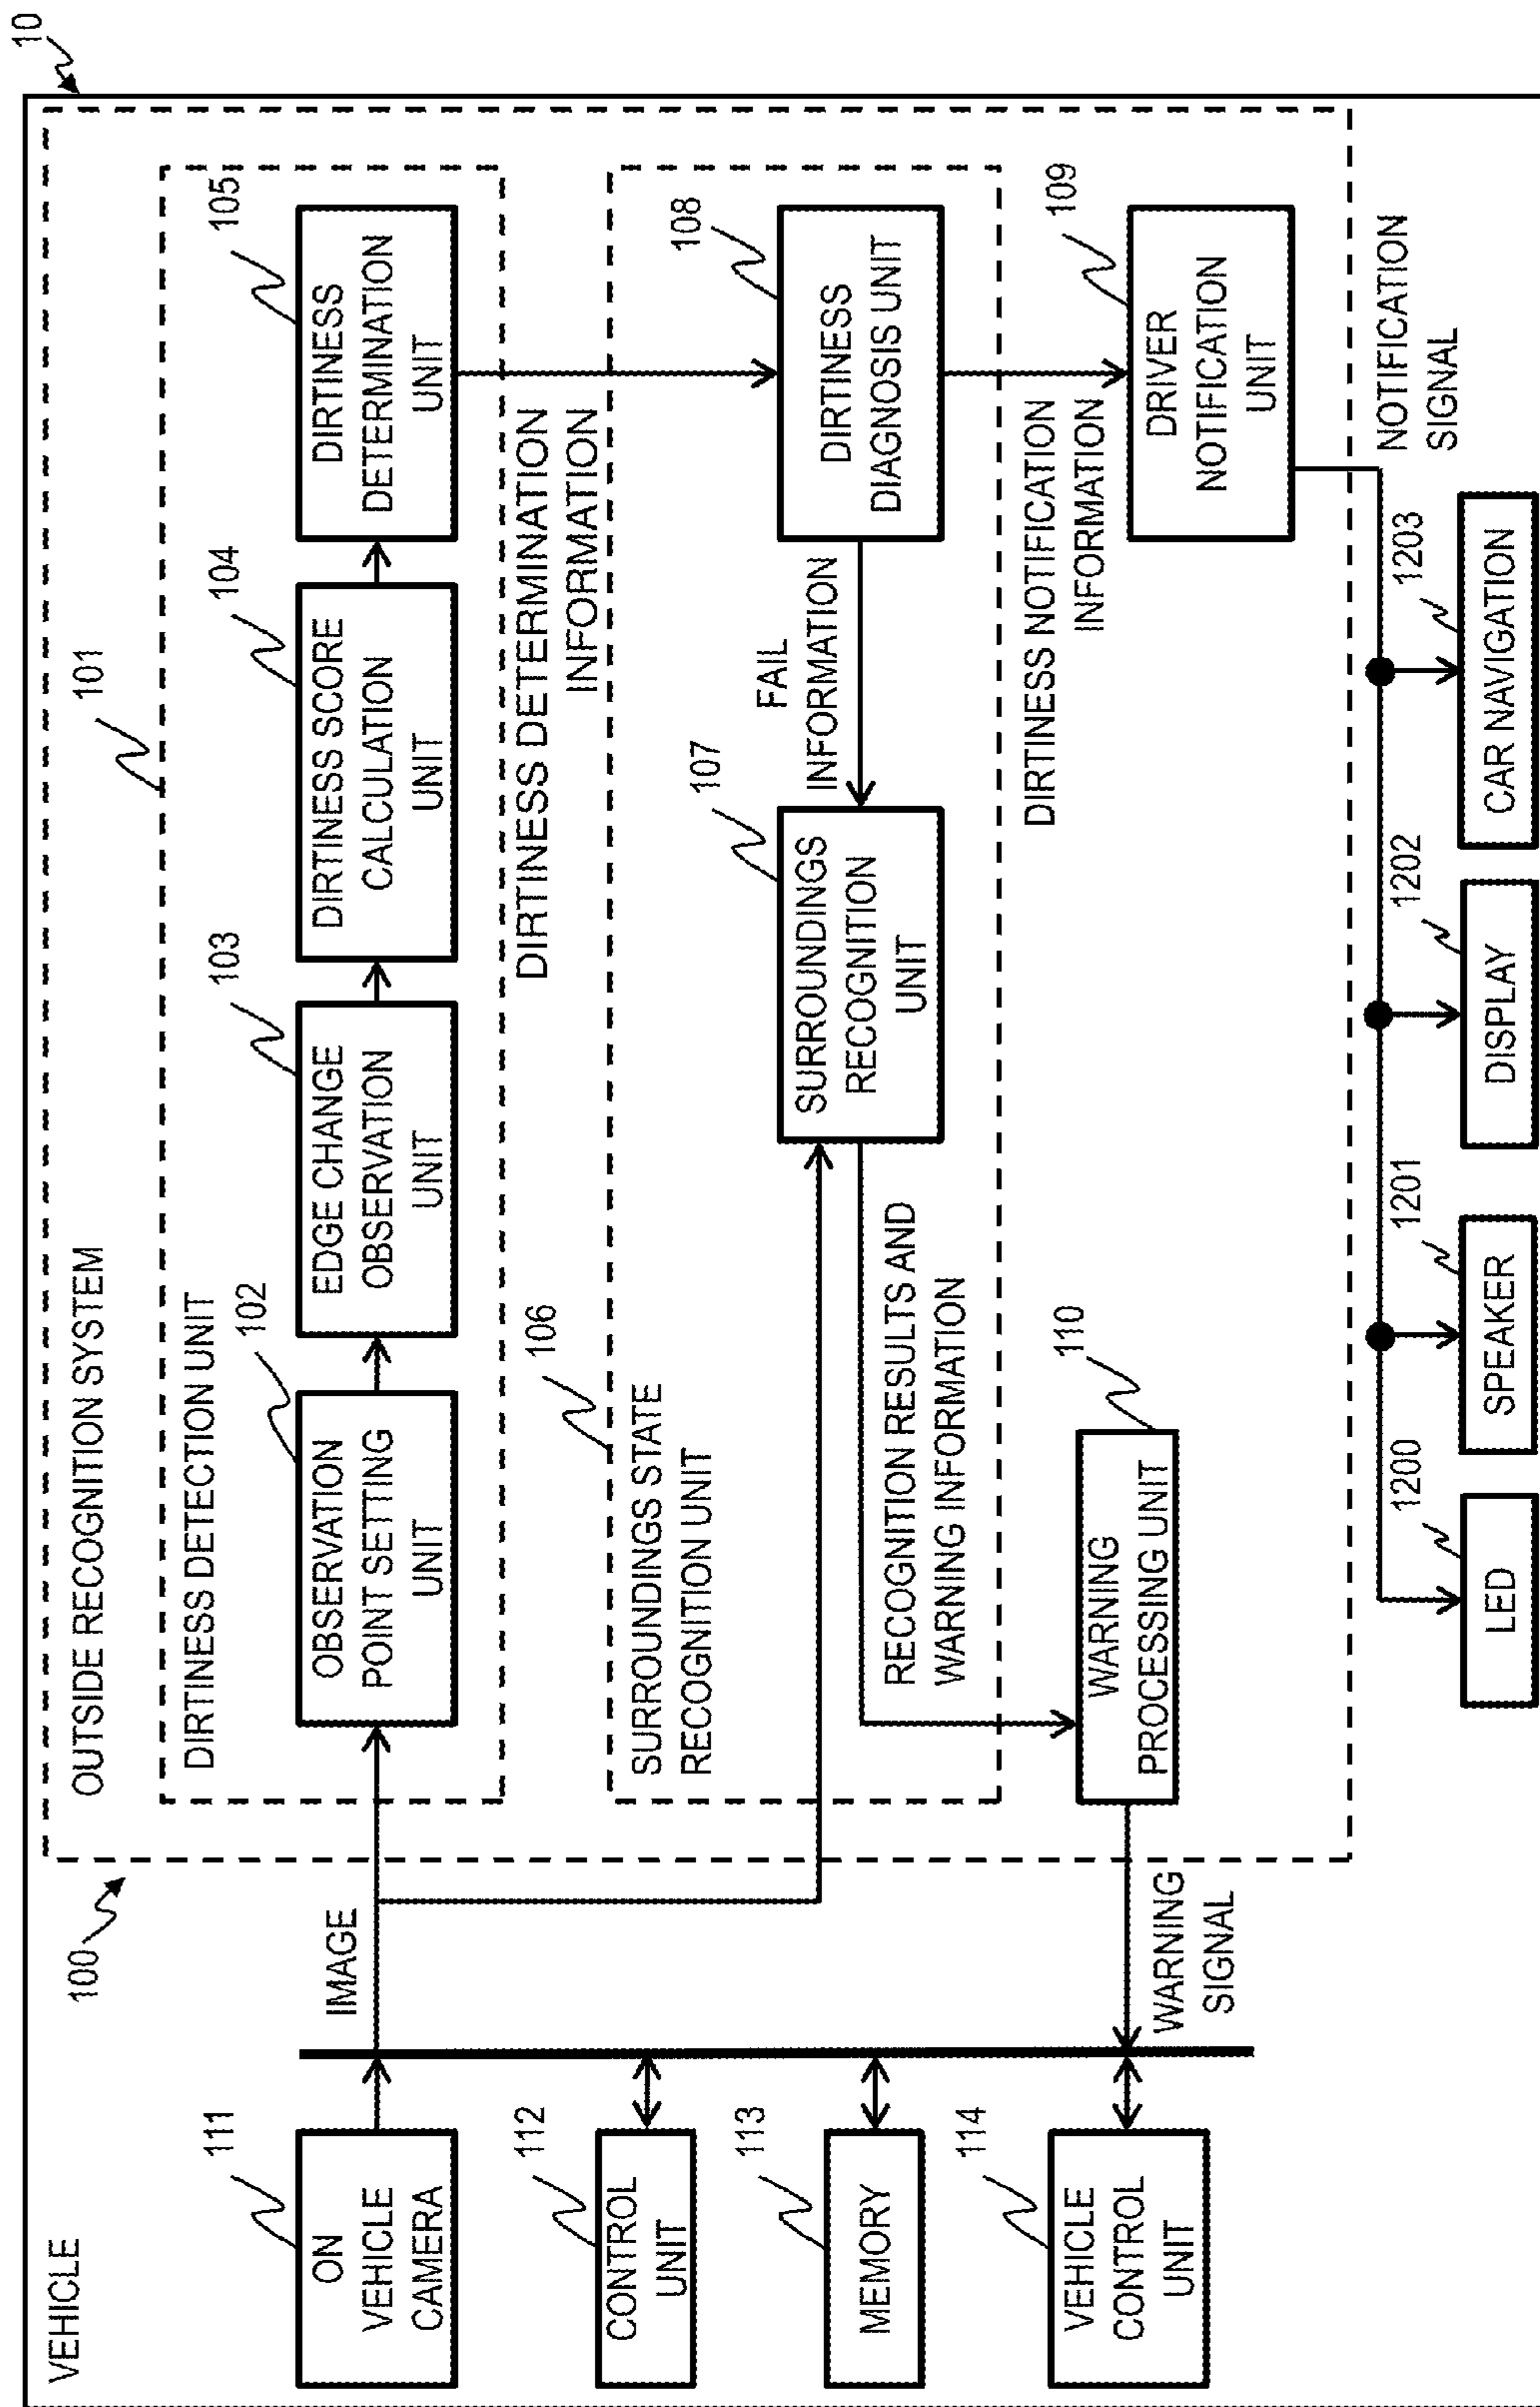 10
VEHICLE
100
OUTSIDE RECOGNITION SYSTEM
101
DIRTINESS DETECTION UNIT
111
ON
VEHICLE
CAMERA
IMAGE
102
OBSERVATION
POINT SETTING
UNIT
103
EDGE CHANGE
OBSERVATION
UNIT
104
DIRTINESS SCORE
CALCULATION
UNIT
105
DIRTINESS
DETERMINATION
UNIT
DIRTINESS DETERMINATION
INFORMATION
112
CONTROL
UNIT
106
SURROUNDINGS STATE
RECOGNITION UNIT
113
MEMORY
107
SURROUNDINGS
RECOGNITION
UNIT
FAIL
INFORMATION
108
DIRTINESS
DIAGNOSIS UNIT
RECOGNITION RESULTS AND
WARNING INFORMATION
DIRTINESS NOTIFICATION
INFORMATION
114
VEHICLE
CONTROL
UNIT
WARNING
SIGNAL
110
WARNING
PROCESSING UNIT
109
DRIVER
NOTIFICATION
UNIT
NOTIFICATION
SIGNAL
1200
LED
1201
SPEAKER
1202
DISPLAY
1203
CAR NAVIGATION